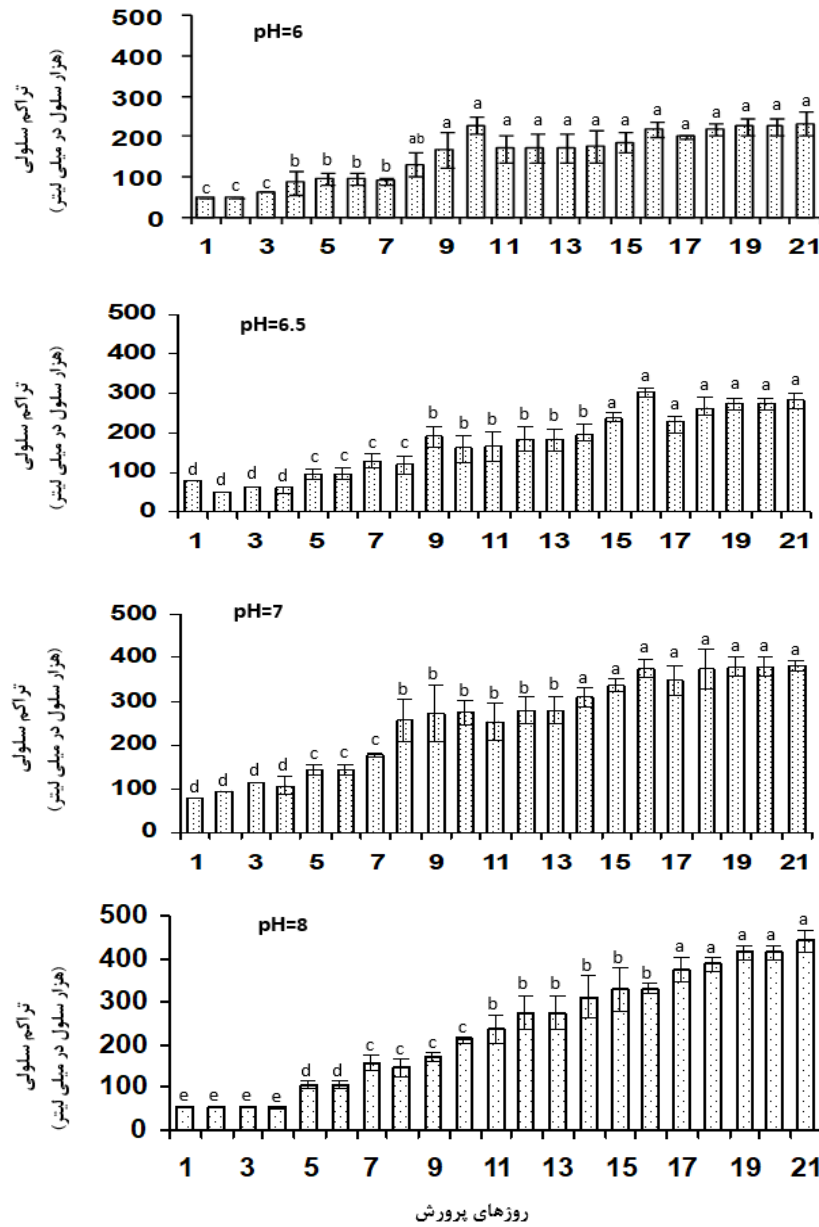 pH=6
تراکم سلولی
(هزار سلول در میلی لیتر)
500
400
300
200
100
0
c c c b b b b ab a a a a a a a a a a a a a
1 3 5 7 9 11 13 15 17 19 21
pH=6.5
تراکم سلولی
(هزار سلول در میلی لیتر)
500
400
300
200
100
0
d d d d c c c c b b b b b b a a a a a a a
1 3 5 7 9 11 13 15 17 19 21
pH=7
تراکم سلولی
(هزار سلول در میلی لیتر)
500
400
300
200
100
0
d d d d c c c b b b b b b a a a a a a a a
1 3 5 7 9 11 13 15 17 19 21
pH=8
تراکم سلولی
(هزار سلول در میلی لیتر)
500
400
300
200
100
0
e e e e d d c c c c b b b b b b a a a a a
1 3 5 7 9 11 13 15 17 19 21
روزهای پرورش